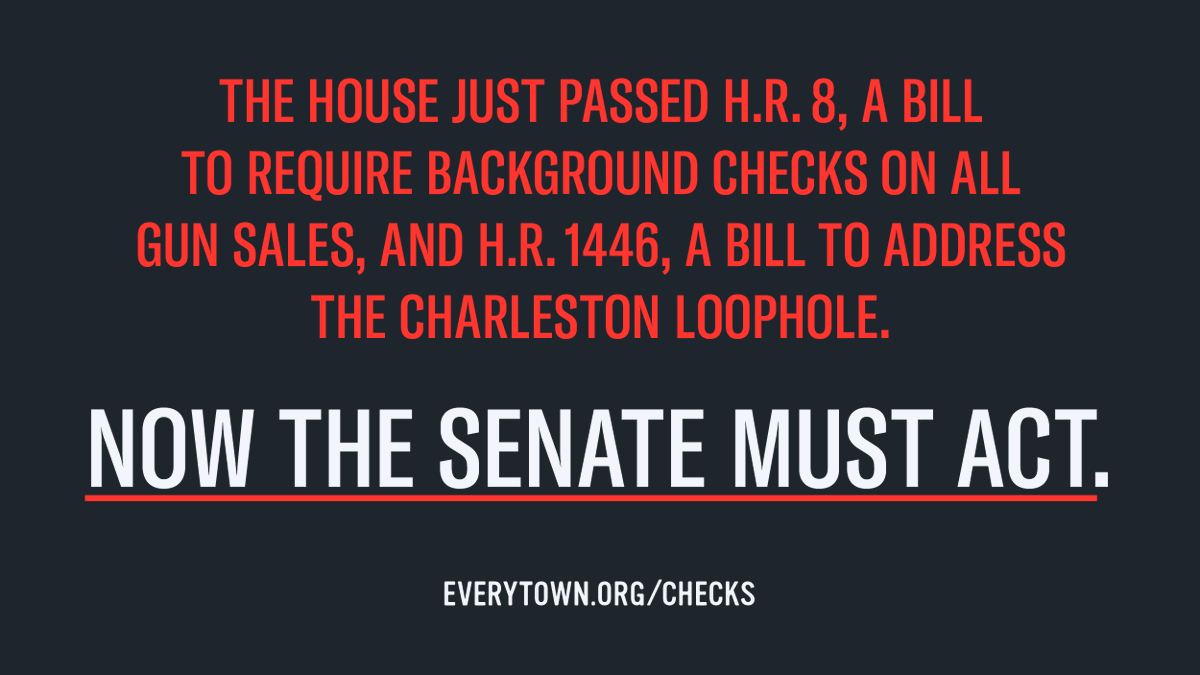 THE HOUSE JUST PASSED H.R. 8, A BILL
TO REQUIRE BACKGROUND CHECKS ON ALL
GUN SALES, AND H.R. 1446, A BILL TO ADDRESS
THE CHARLESTON LOOPHOLE.
NOW THE SENATE MUST ACT.
EVERYTOWN.ORG/CHECKS